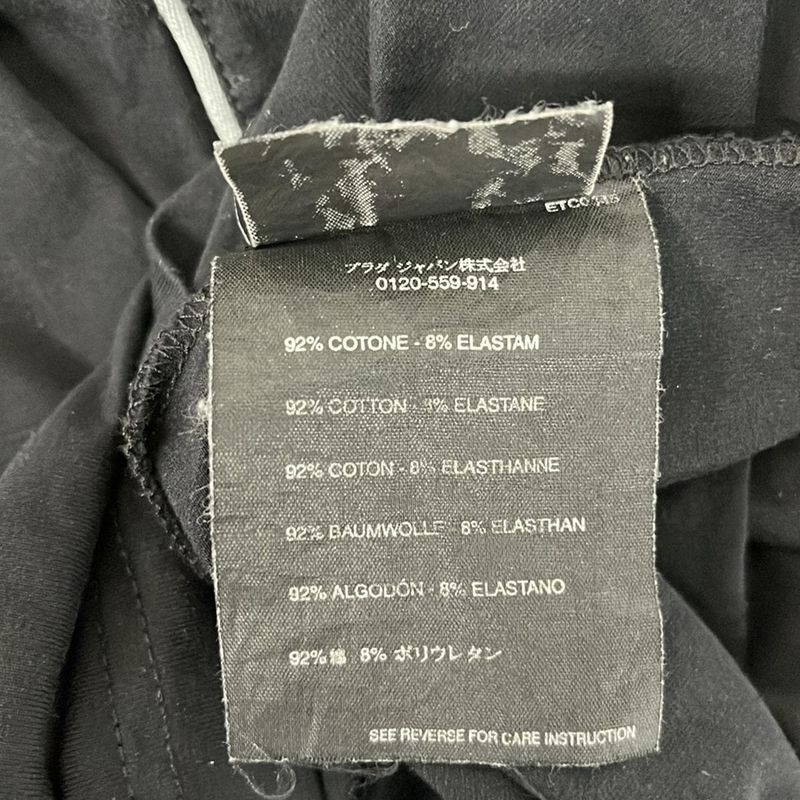 プラダ ジャパン株式会社
0120-559-914
92% COTONE - 8% ELASTAM
92% COTTON - 8% ELASTANE
92% COTON - 8% ELASTHANNE
92% BAUMWOLLE - 8% ELASTHAN
92% ALGODÓN - 8% ELASTANO
92% 綿 8% ポリウレタン
SEE REVERSE FOR CARE INSTRUCTION